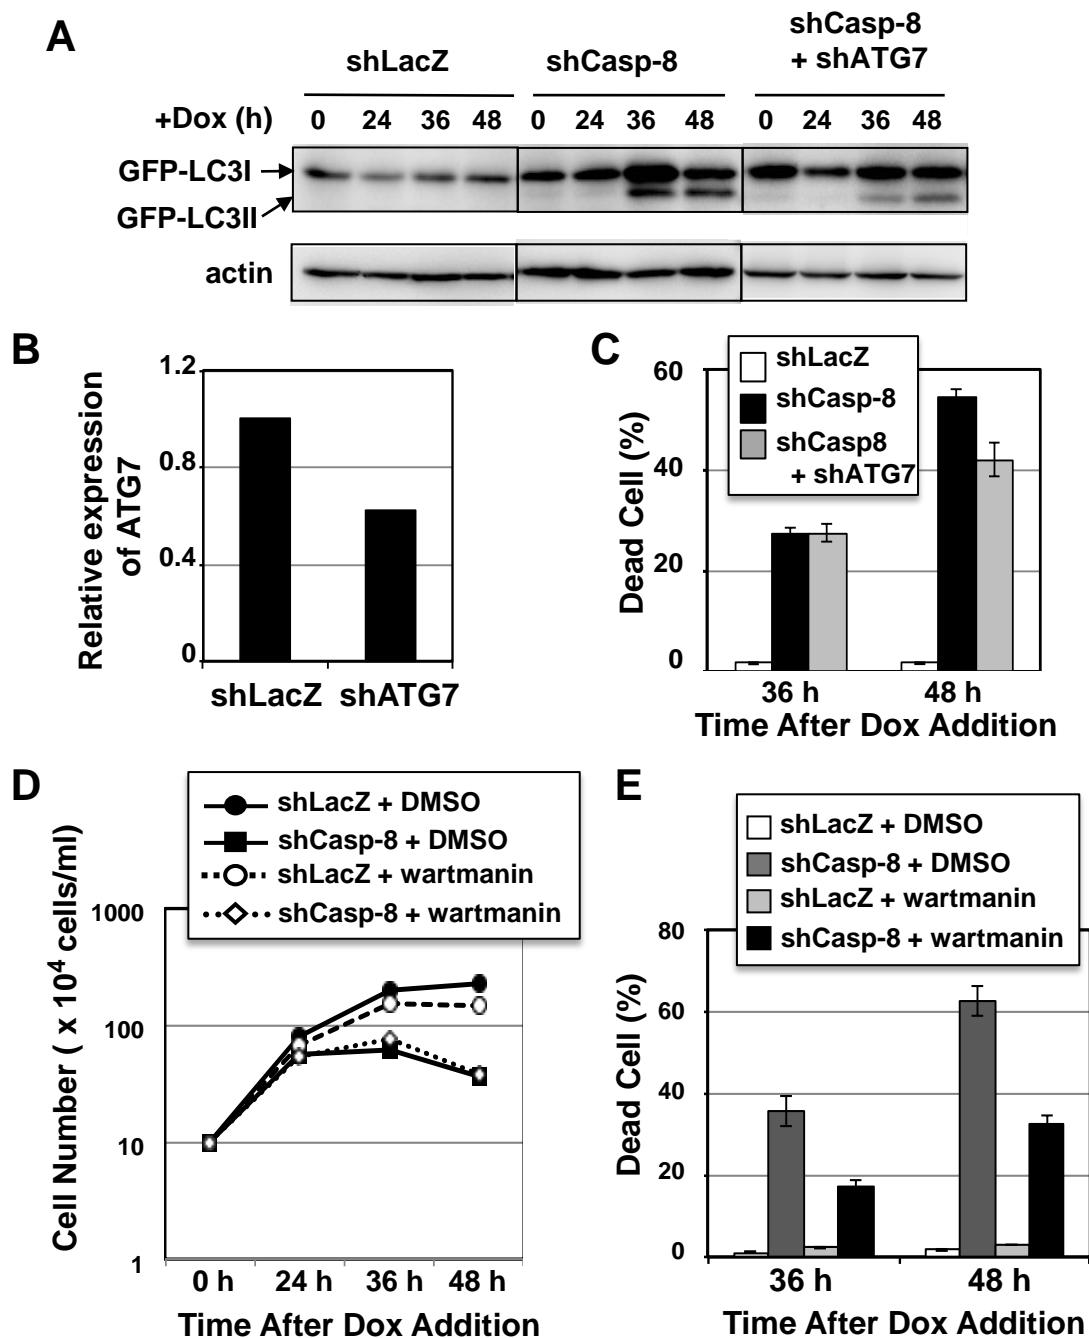 A
shLacZ
shCasp-8
shCasp-8
+ shATG7
+Dox (h)
0 24 36 48
0 24 36 48
0 24 36 48
GFP-LC3I
GFP-LC3II
actin
B
Relative expression
of ATG7
1.2
0.8
0.4
0
shLacZ shATG7
C
shLacZ
shCasp-8
shCasp8
+ shATG7
Dead Cell (%)
60
40
20
0
36 h 48 h
Time After Dox Addition
D
shLacZ + DMSO
shCasp-8 + DMSO
shLacZ + wartmanin
shCasp-8 + wartmanin
Cell Number ( x 10⁴ cells/ml)
1000
100
10
1
0 h 24 h 36 h 48 h
Time After Dox Addition
E
shLacZ + DMSO
shCasp-8 + DMSO
shLacZ + wartmanin
shCasp-8 + wartmanin
Dead Cell (%)
80
60
40
20
0
36 h 48 h
Time After Dox Addition